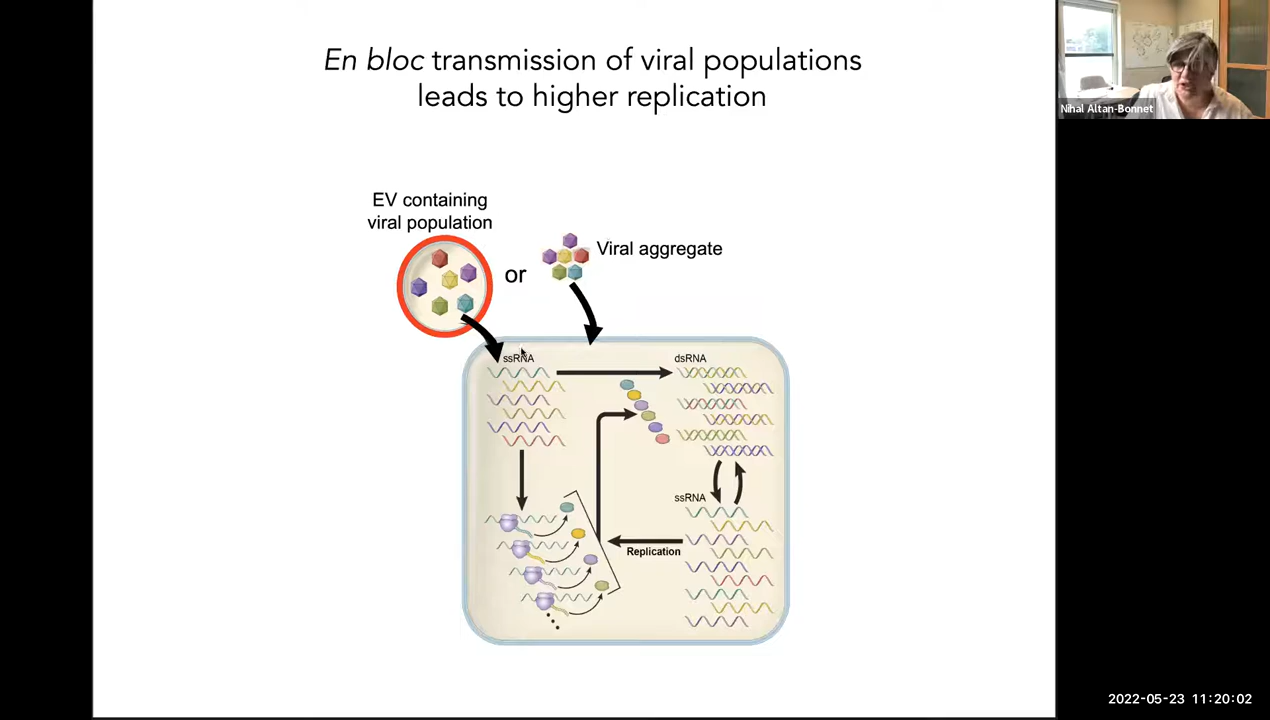 En bloc transmission of viral populations
leads to higher replication
Nihal Altan-Bonnet
EV containing
viral population
or
Viral aggregate
ssRNA
dsRNA
ssRNA
Replication
2022-05-23 11:20:02